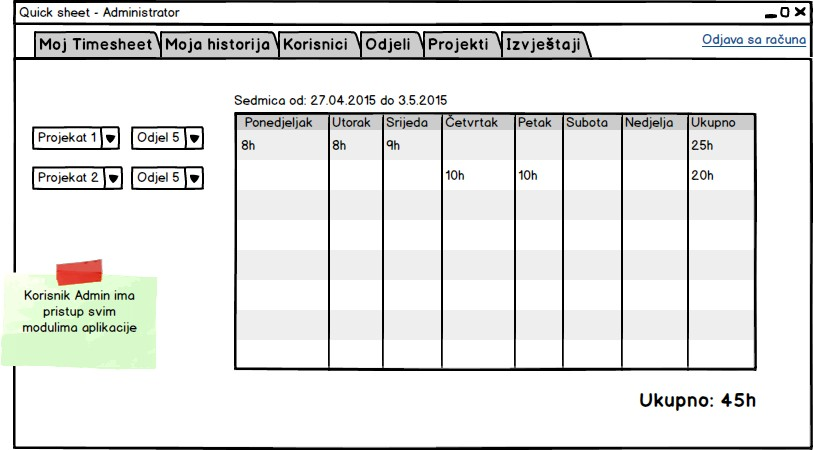 Quick sheet - Administrator
Moj Timesheet Moja historija Korisnici Odjeli Projekti Izvještaji Odjava sa računa
Sedmica od: 27.04.2015 do 3.5.2015
Ponedjeljak Utorak Srijeda Četvrtak Petak Subota Nedjelja Ukupno
Projekat 1 Odjel 5 8h 8h 9h 25h
Projekat 2 Odjel 5 10h 10h 20h
Korisnik Admin ima
pristup svim
modulima aplikacije
Ukupno: 45h